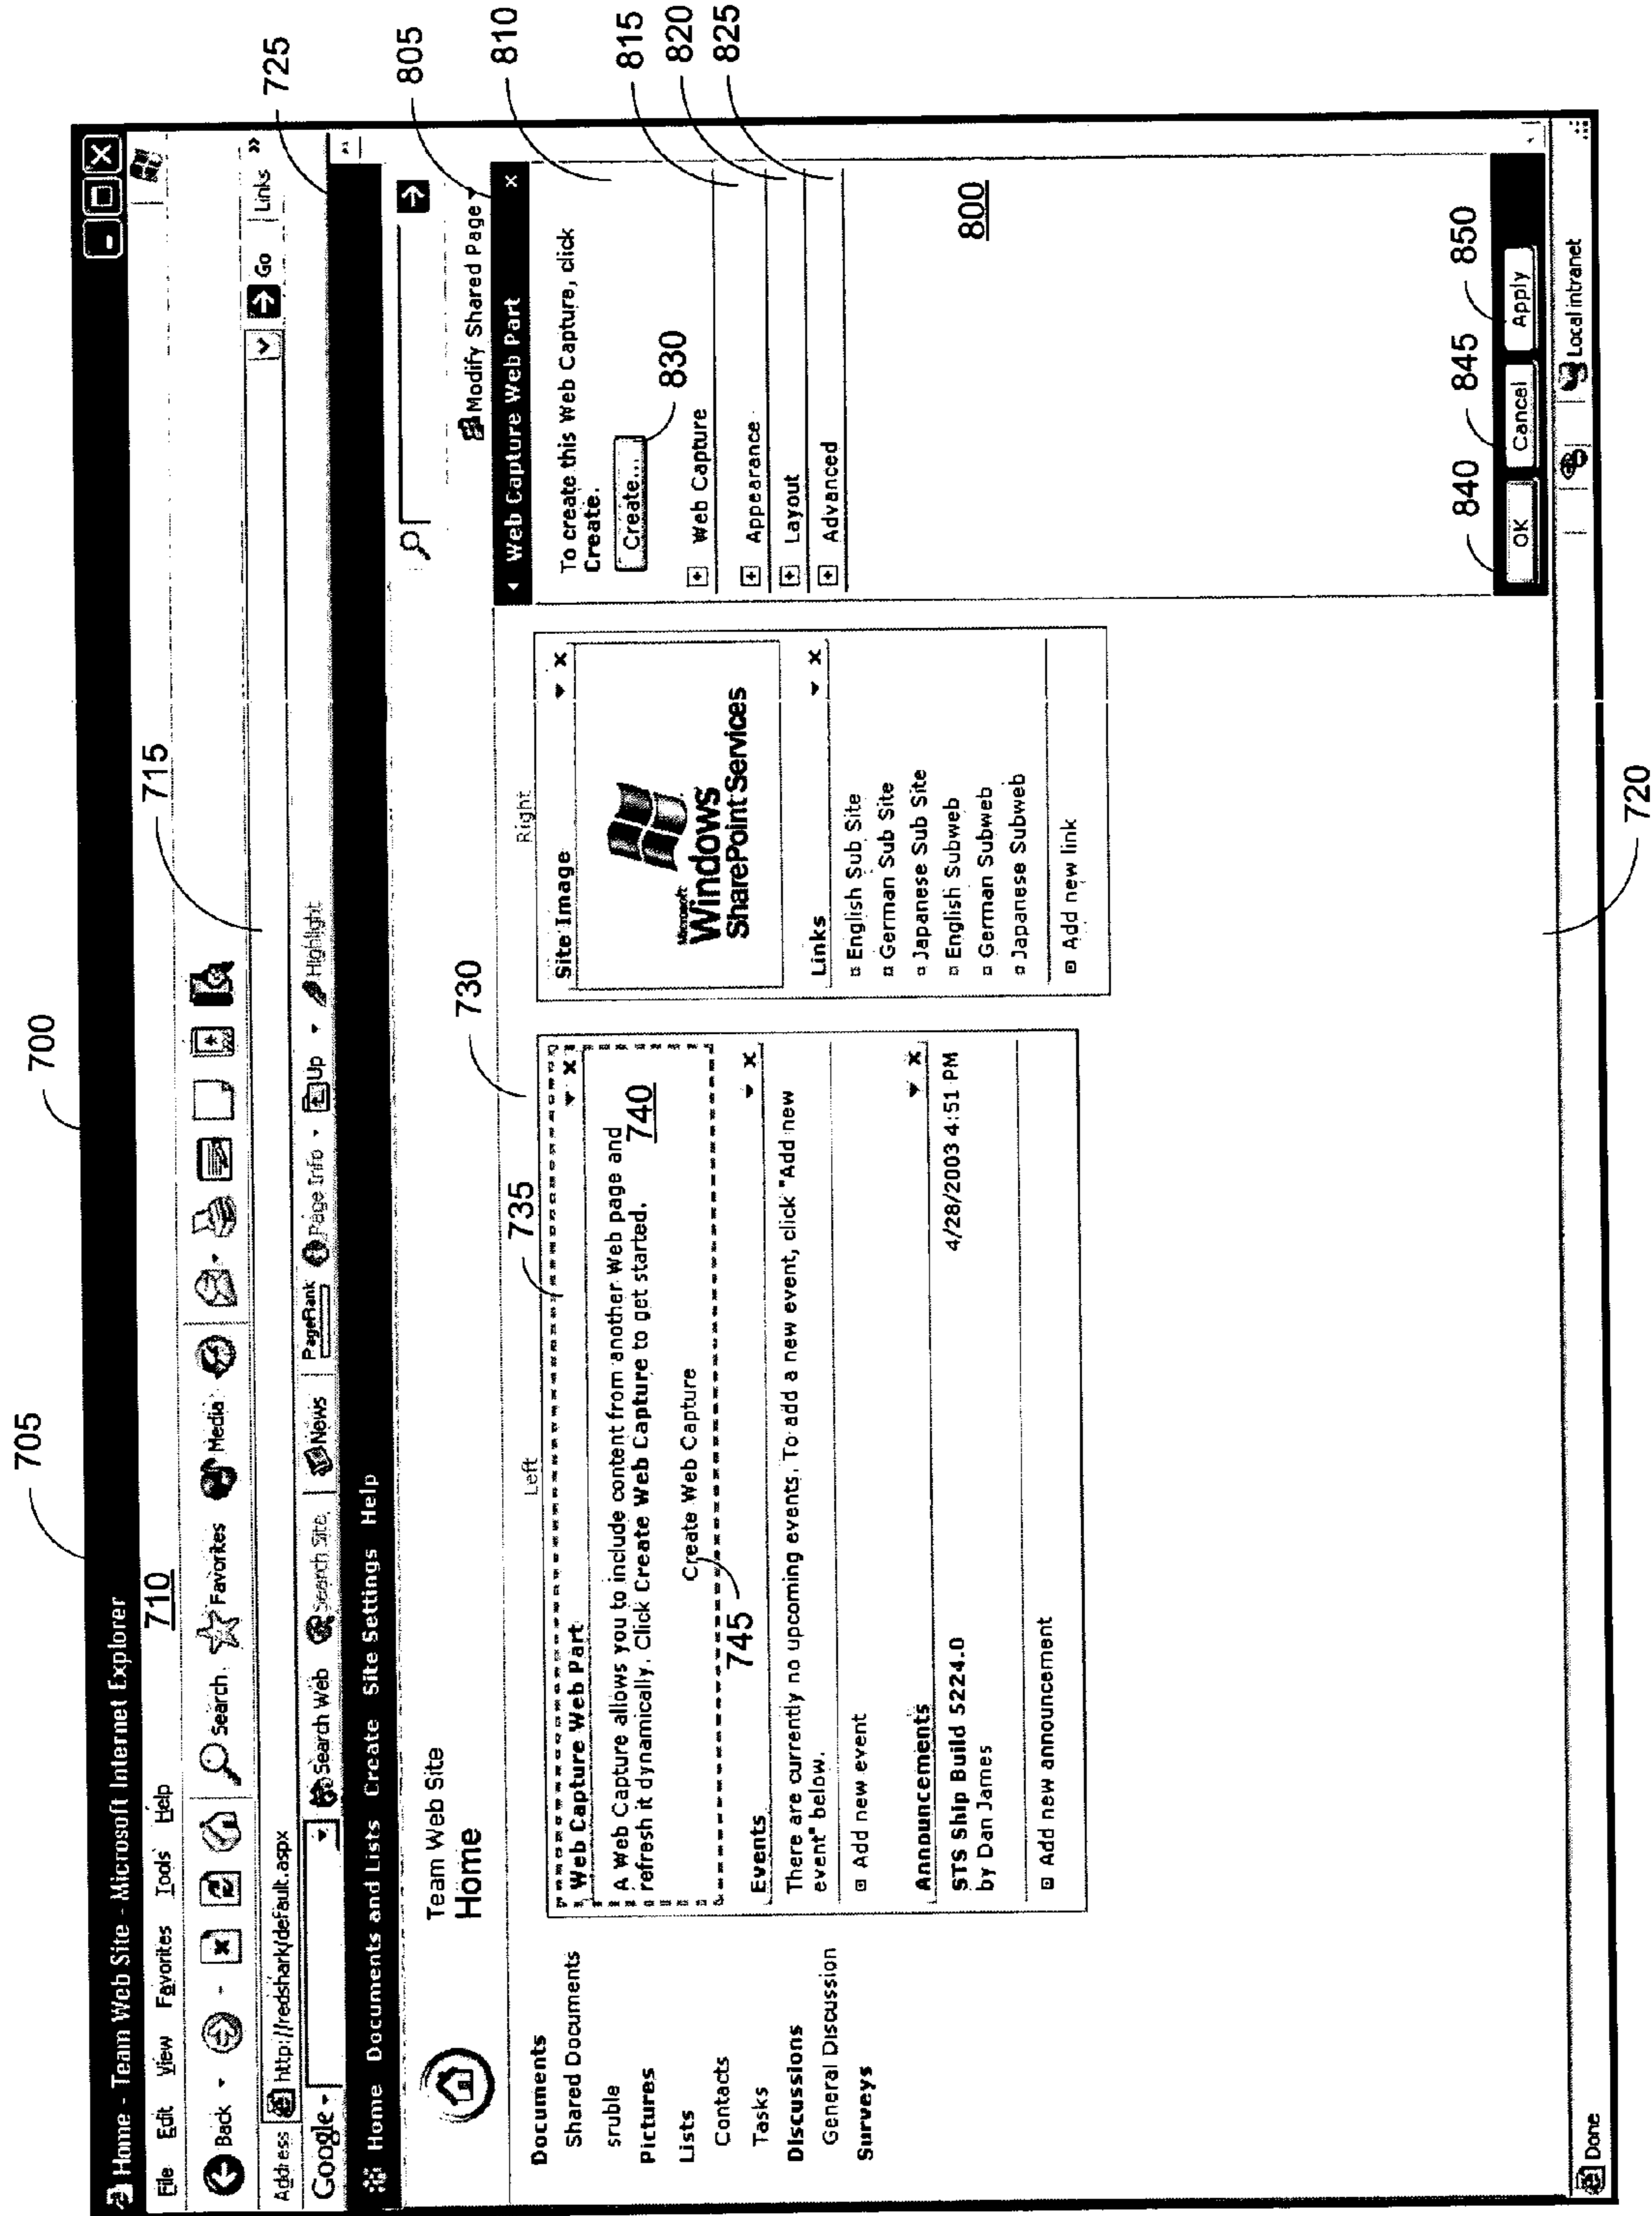 700
705
Home - Team Web Site - Microsoft Internet Explorer
710
715
725
File Edit View Favorites Tools Help
Back Search Favorites Media
Address http://redshark/default.aspx Go Links »
Google Search Web Search Site News PageRank Page Info Up Highlight
Home Documents and Lists Create Site Settings Help
Team Web Site
Home
Modify Shared Page
805
810
815
820
825
730
735
Documents
Shared Documents
sruble
Pictures
Lists
Contacts
Tasks
Discussions
General Discussion
Surveys
Left
Web Capture Web Part X
A Web Capture allows you to include content from another Web page and
refresh it dynamically. Click Create Web Capture to get started.
740
Create Web Capture
745
Events X
There are currently no upcoming events. To add a new event, click "Add new
event" below.
Add new event
Announcements X
STS Ship Build 5224.0 4/28/2003 4:51 PM
by Dan James
Add new announcement
Right
Site Image X
Microsoft
Windows
SharePoint Services
Links X
English Sub Site
German Sub Site
Japanese Sub Site
English Subweb
German Subweb
Japanese Subweb
Add new link
Web Capture Web Part X
To create this Web Capture, click
Create.
Create...
830
Web Capture
Appearance
Layout
Advanced
800
840
845
850
OK Cancel Apply
Done Local intranet
720